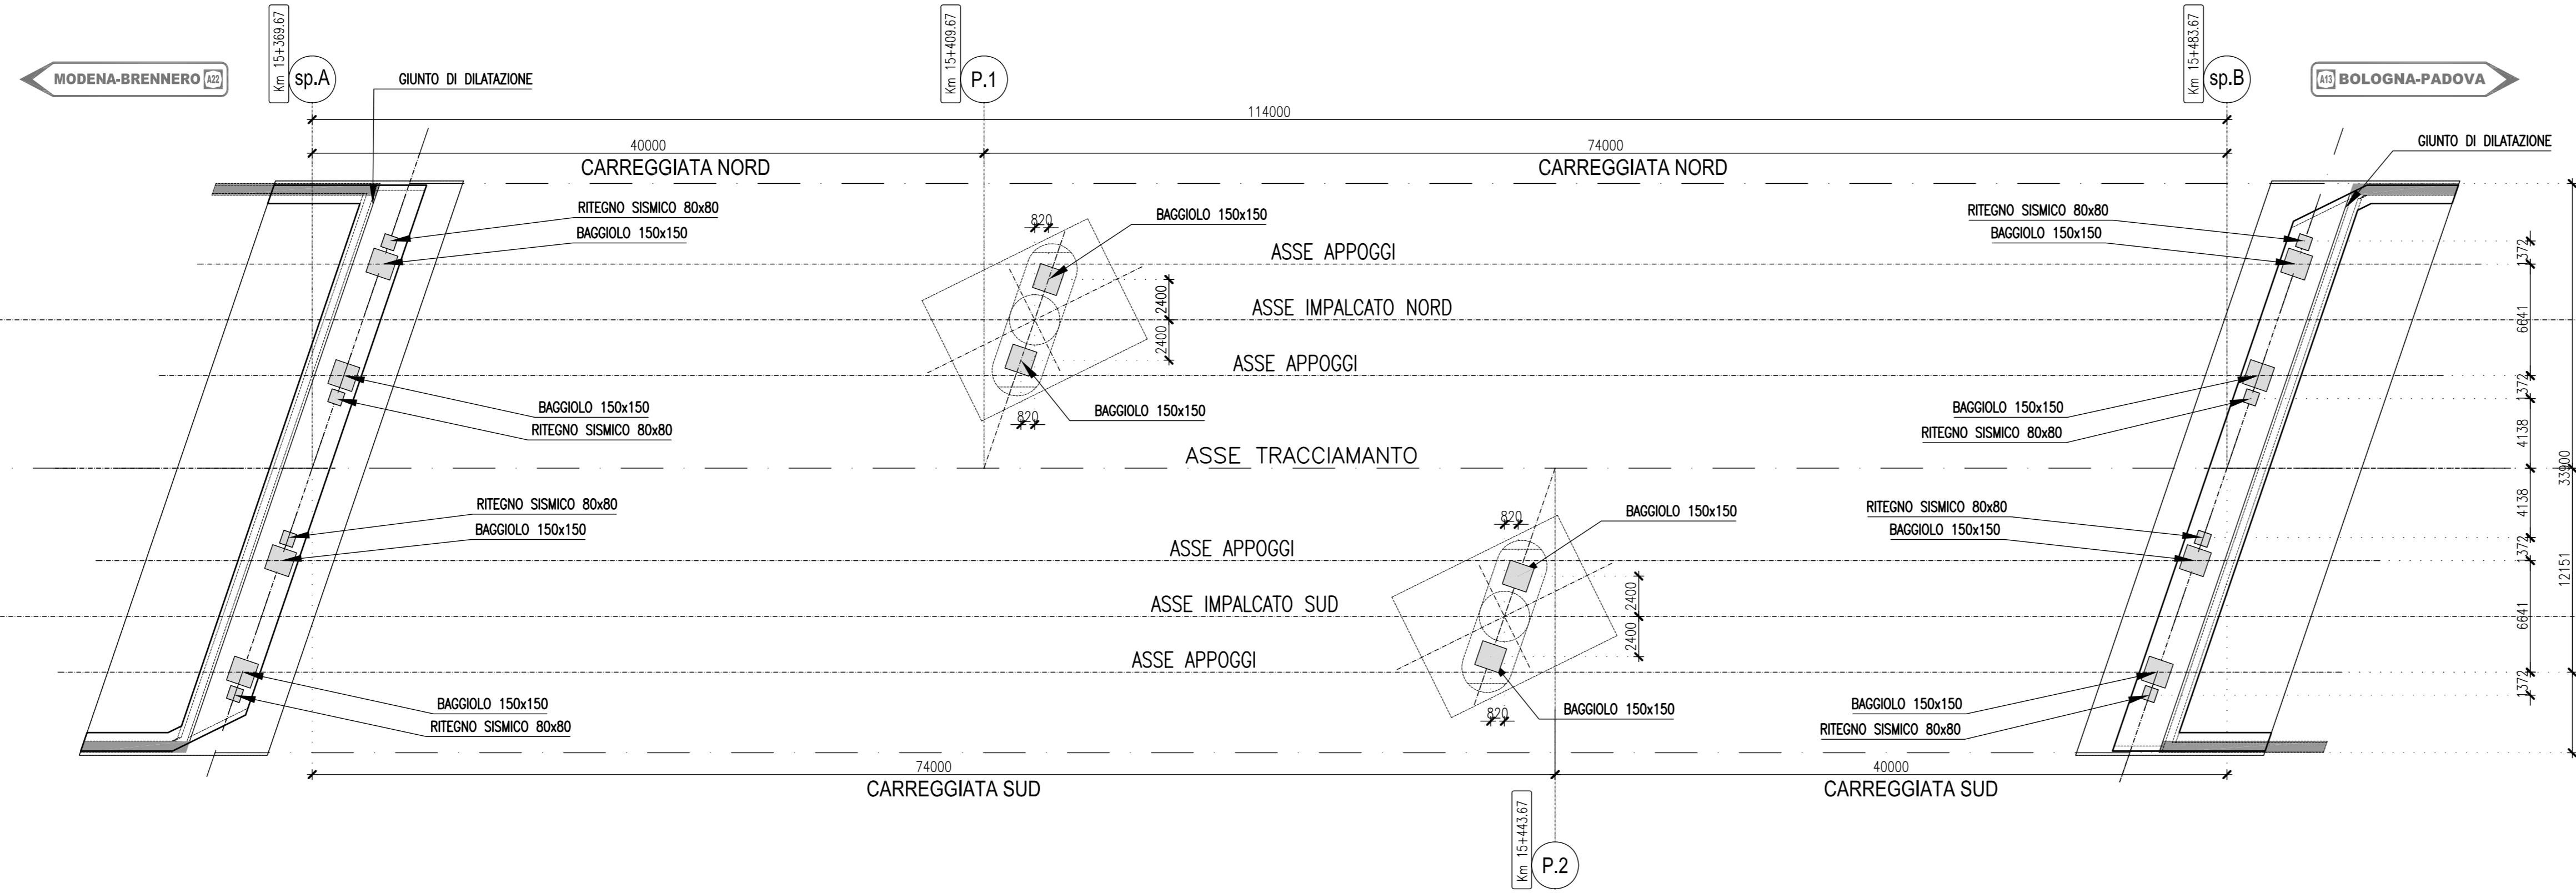 Km 15+369.67
Km 15+409.67
Km 15+483.67
MODENA-BRENNERO A22
sp.A
GIUNTO DI DILATAZIONE
P.1
sp.B
A13 BOLOGNA-PADOVA
114000
40000
74000
CARREGGIATA NORD
CARREGGIATA NORD
GIUNTO DI DILATAZIONE
RITEGNO SISMICO 80x80
BAGGIOLO 150x150
820
BAGGIOLO 150x150
RITEGNO SISMICO 80x80
BAGGIOLO 150x150
ASSE APPOGGI
1372
2400
ASSE IMPALCATO NORD
6641
2400
ASSE APPOGGI
1372
BAGGIOLO 150x150
RITEGNO SISMICO 80x80
820
BAGGIOLO 150x150
BAGGIOLO 150x150
RITEGNO SISMICO 80x80
4138
ASSE TRACCIAMANTO
33900
RITEGNO SISMICO 80x80
BAGGIOLO 150x150
820
BAGGIOLO 150x150
RITEGNO SISMICO 80x80
BAGGIOLO 150x150
4138
ASSE APPOGGI
1372
12151
2400
ASSE IMPALCATO SUD
6641
2400
ASSE APPOGGI
1372
BAGGIOLO 150x150
RITEGNO SISMICO 80x80
820
BAGGIOLO 150x150
BAGGIOLO 150x150
RITEGNO SISMICO 80x80
74000
40000
CARREGGIATA SUD
CARREGGIATA SUD
Km 15+443.67
P.2